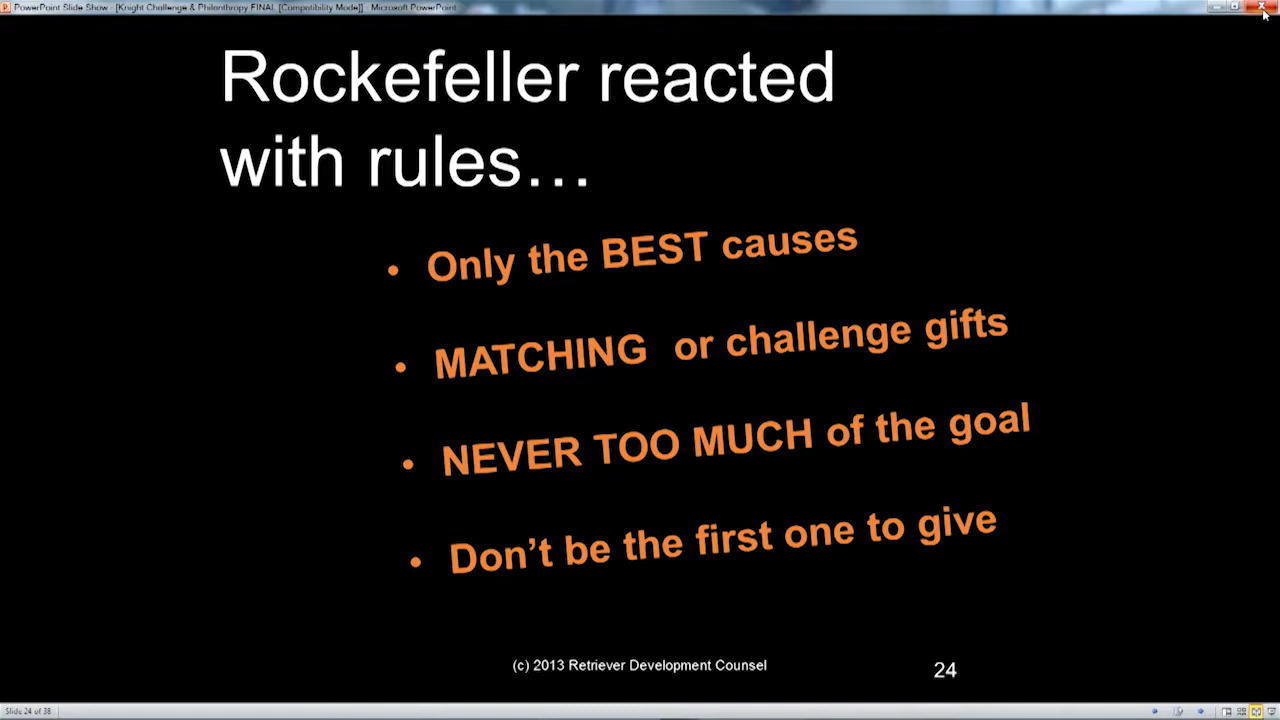 PowerPoint Slide Show - [Knight Challenge & Philanthropy FINAL [Compatibility Mode]] - Microsoft PowerPoint
Rockefeller reacted
with rules…
• Only the BEST causes
• MATCHING or challenge gifts
• NEVER TOO MUCH of the goal
• Don’t be the first one to give
(c) 2013 Retriever Development Counsel
24
Slide 24 of 38